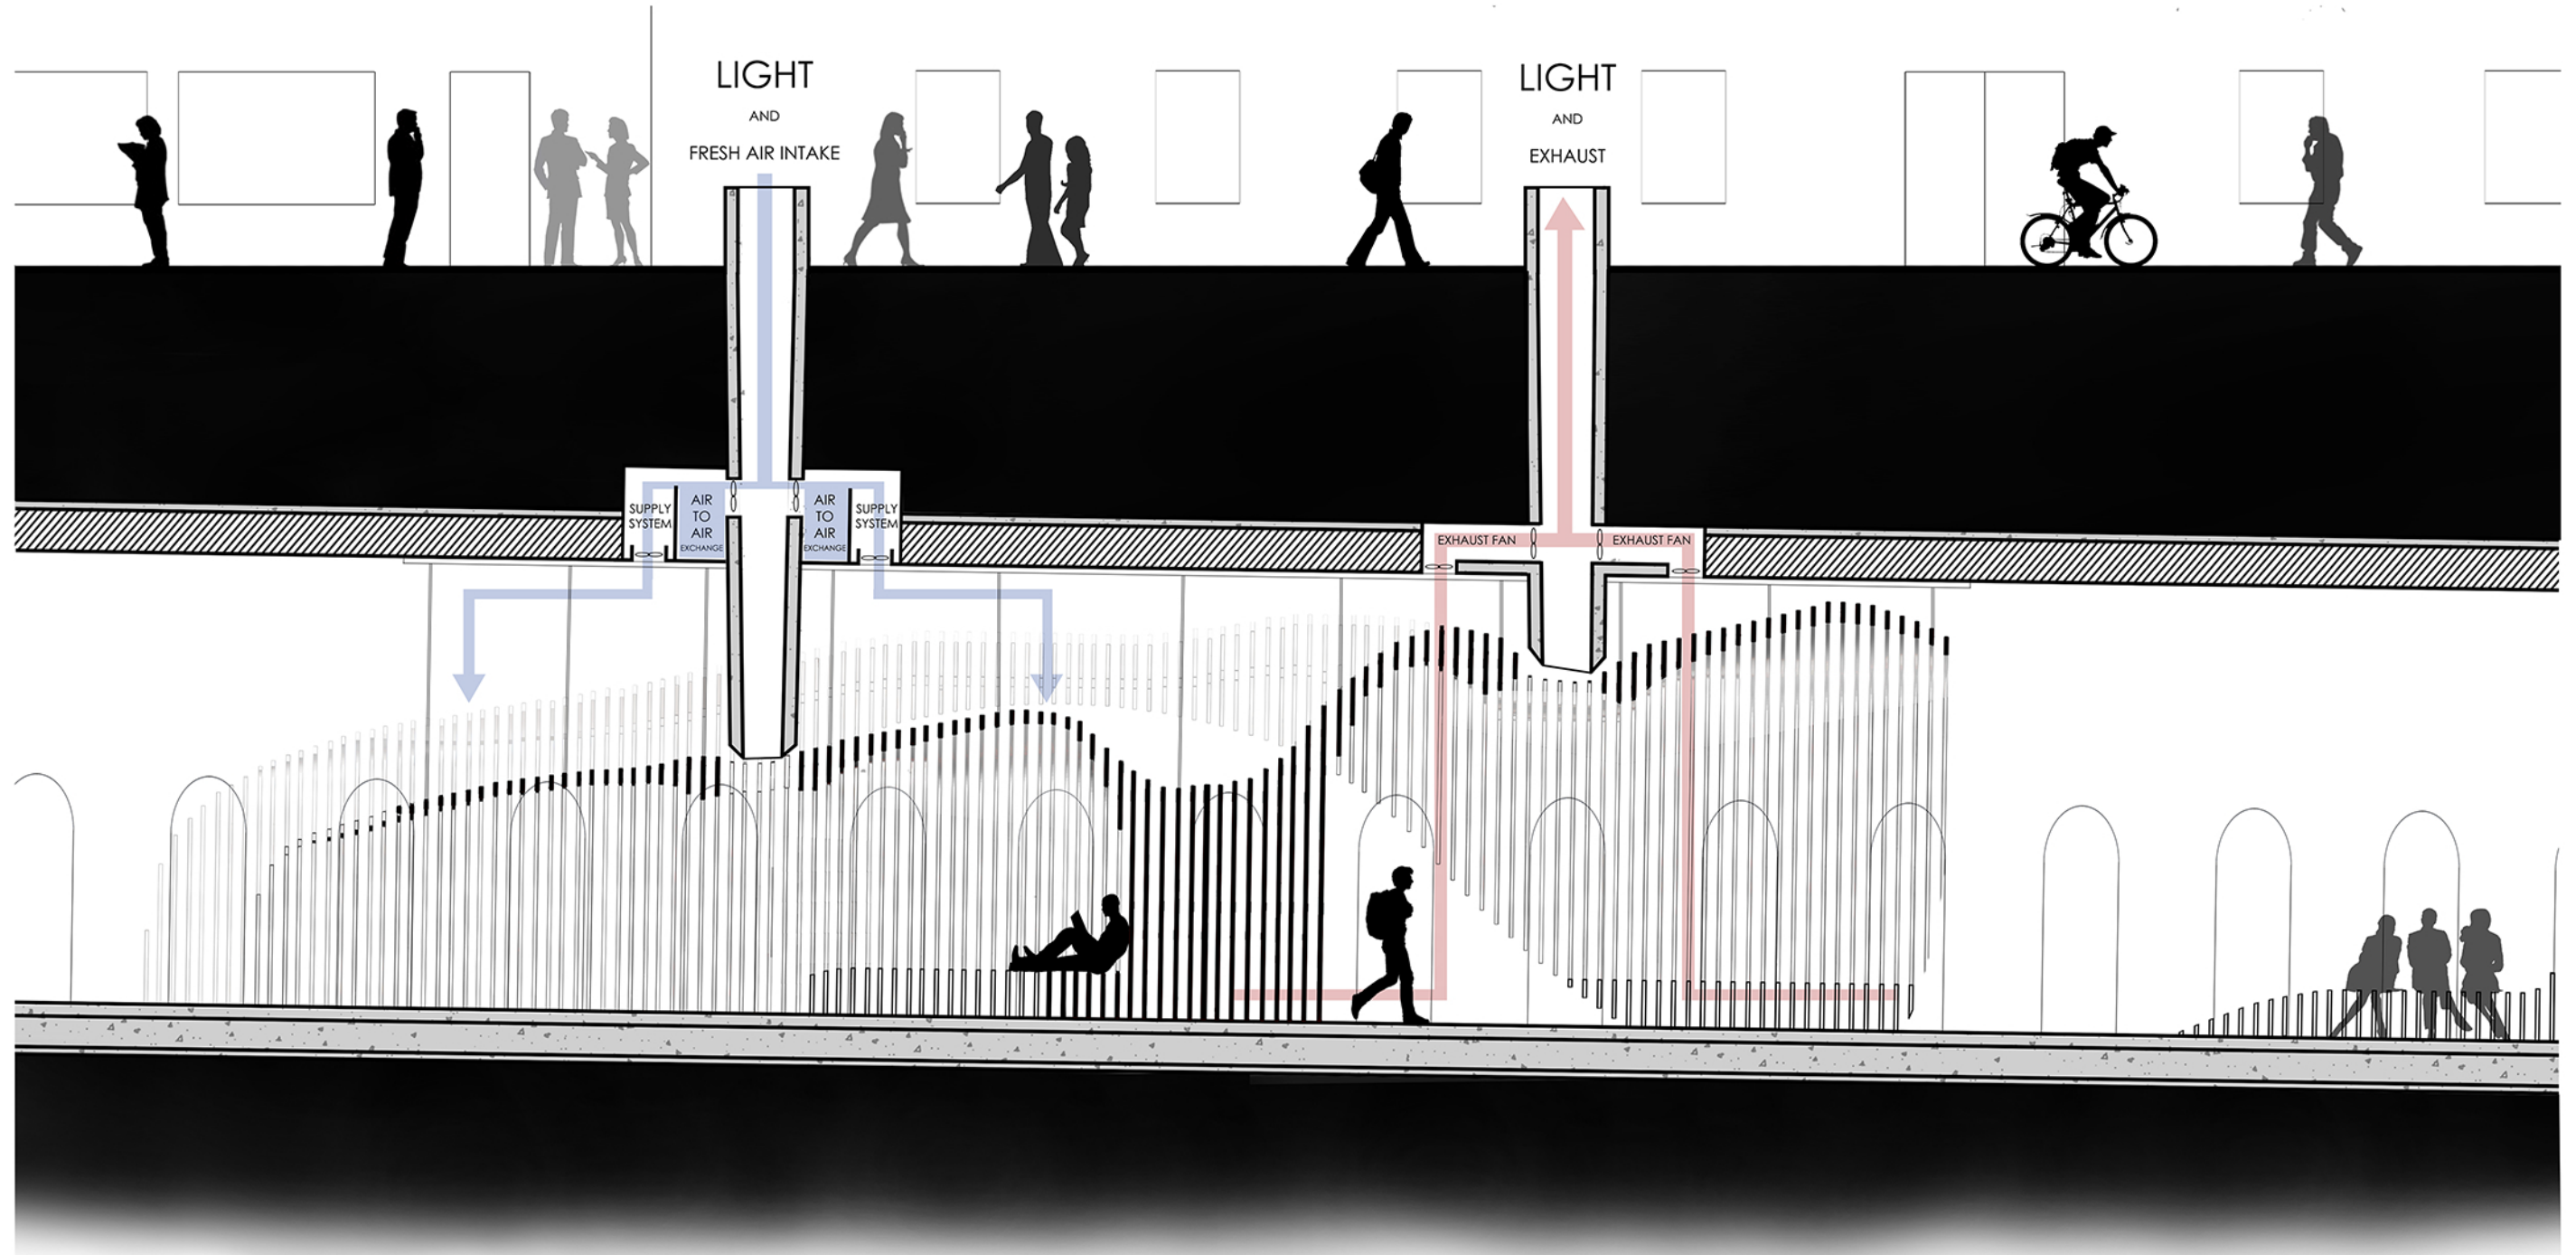 LIGHT
AND
FRESH AIR INTAKE
LIGHT
AND
EXHAUST
SUPPLY
SYSTEM
AIR
TO
AIR
EXCHANGE
AIR
TO
AIR
EXCHANGE
SUPPLY
SYSTEM
EXHAUST FAN
EXHAUST FAN